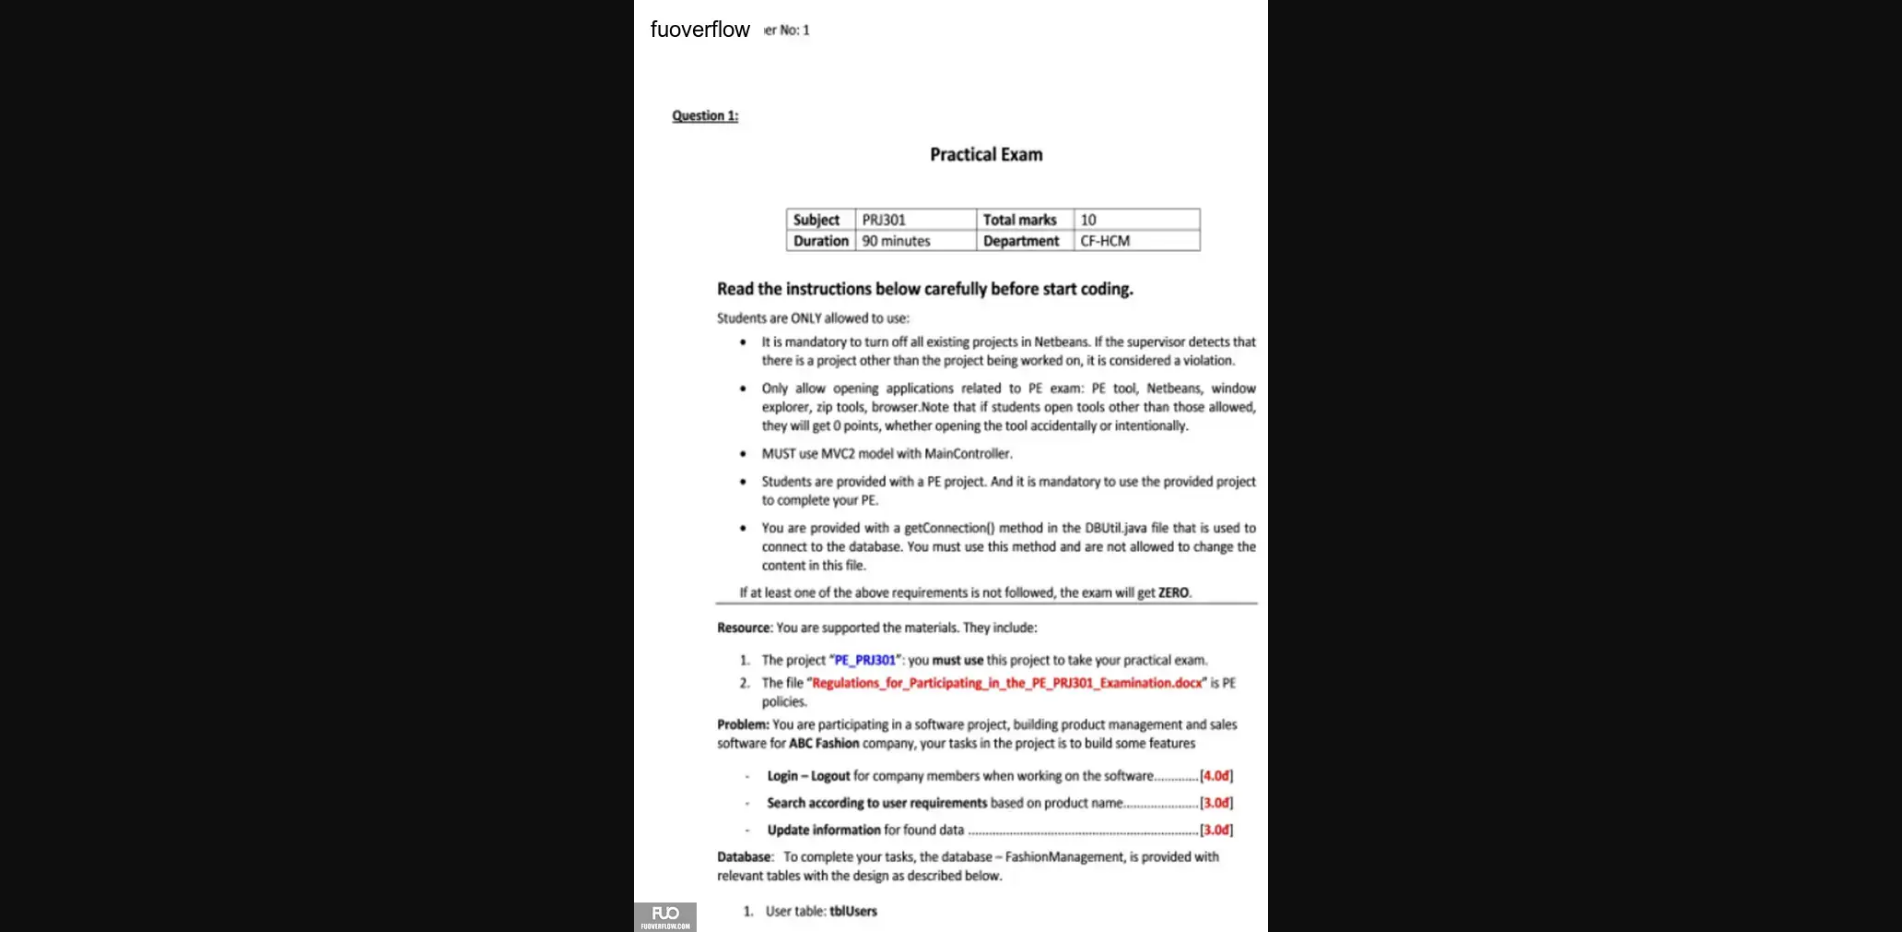 fuoverflow er No: 1
Question 1:
Practical Exam
Subject PRJ301 Total marks 10
Duration 90 minutes Department CF-HCM
Read the instructions below carefully before start coding.
Students are ONLY allowed to use:
• It is mandatory to turn off all existing projects in Netbeans. If the supervisor detects that
there is a project other than the project being worked on, it is considered a violation.
• Only allow opening applications related to PE exam: PE tool, Netbeans, window
explorer, zip tools, browser.Note that if students open tools other than those allowed,
they will get 0 points, whether opening the tool accidentally or intentionally.
• MUST use MVC2 model with MainController.
• Students are provided with a PE project. And it is mandatory to use the provided project
to complete your PE.
• You are provided with a getConnection() method in the DBUtil.java file that is used to
connect to the database. You must use this method and are not allowed to change the
content in this file.
If at least one of the above requirements is not followed, the exam will get ZERO.
Resource: You are supported the materials. They include:
1. The project "PE_PRJ301": you must use this project to take your practical exam.
2. The file "Regulations_for_Participating_in_the_PE_PRJ301_Examination.docx" is PE
policies.
Problem: You are participating in a software project, building product management and sales
software for ABC Fashion company, your tasks in the project is to build some features
- Login – Logout for company members when working on the software............[4.0đ]
- Search according to user requirements based on product name.....................[3.0đ]
- Update information for found data ................................................................[3.0đ]
Database: To complete your tasks, the database – FashionManagement, is provided with
relevant tables with the design as described below.
1. User table: tblUsers
FUO
FUOVERFLOW.COM